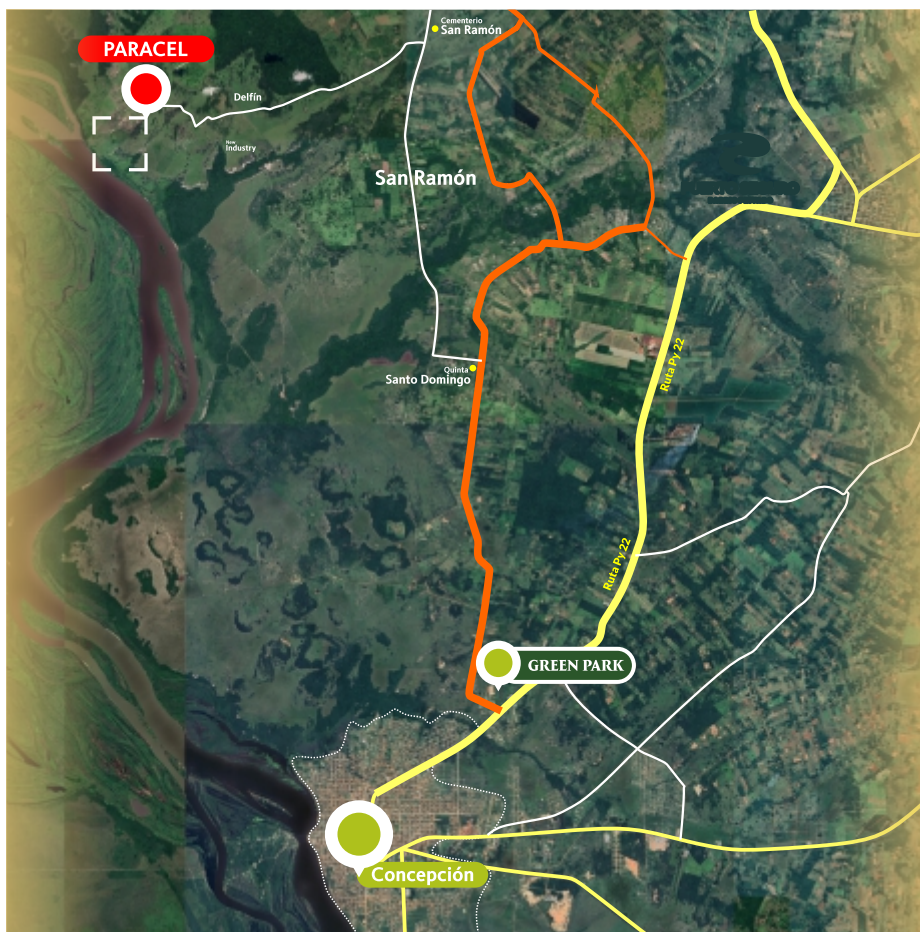 Cementerio
San Ramón
PARACEL
Delfín
New
Industry
San Ramón
Ruta Py 22
Quinta
Santo Domingo
Ruta Py 22
GREEN PARK
Concepción